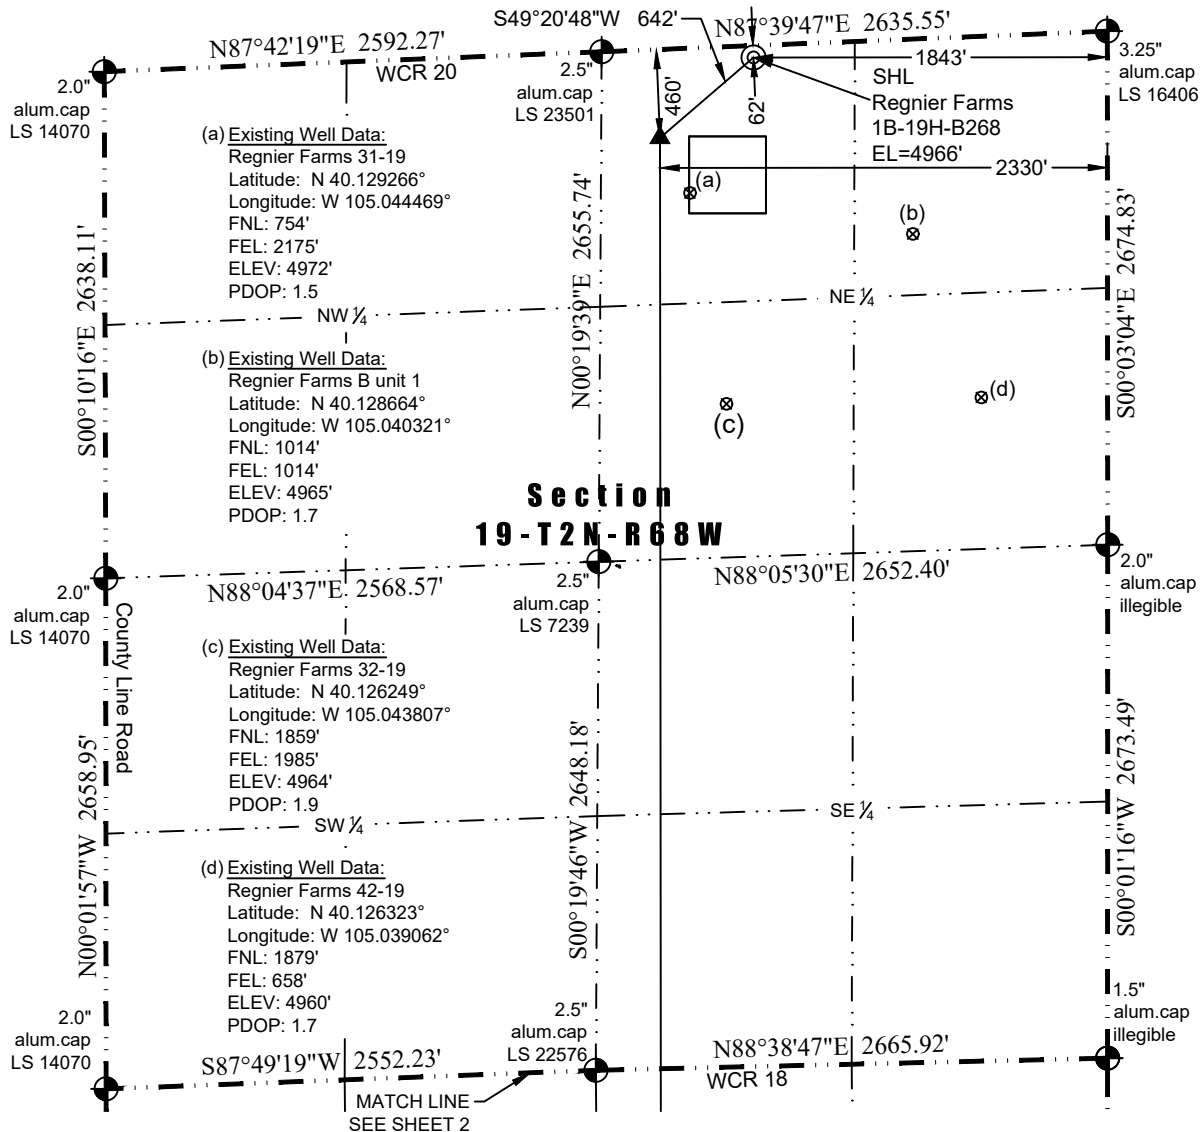 S49°20'48"W 642'
N87°42'19"E 2592.27'
N87°39'47"E 2635.55'
WCR 20
2.0"
alum.cap
LS 14070
2.5"
alum.cap
LS 23501
3.25"
alum.cap
LS 16406
1843'
SHL
Regnier Farms
1B-19H-B268
EL=4966'
460'
62'
2330'
(a)
(b)
(c)
(d)
(a) Existing Well Data:
Regnier Farms 31-19
Latitude: N 40.129266°
Longitude: W 105.044469°
FNL: 754'
FEL: 2175'
ELEV: 4972'
PDOP: 1.5
S00°10'16"E 2638.11'
N00°19'39"E 2655.74'
S00°03'04"E 2674.83'
NW ¼
NE ¼
(b) Existing Well Data:
Regnier Farms B unit 1
Latitude: N 40.128664°
Longitude: W 105.040321°
FNL: 1014'
FEL: 1014'
ELEV: 4965'
PDOP: 1.7
Section
19-T2N-R68W
2.0"
alum.cap
LS 14070
N88°04'37"E 2568.57'
2.5"
alum.cap
LS 7239
N88°05'30"E 2652.40'
2.0"
alum.cap
illegible
County Line Road
(c) Existing Well Data:
Regnier Farms 32-19
Latitude: N 40.126249°
Longitude: W 105.043807°
FNL: 1859'
FEL: 1985'
ELEV: 4964'
PDOP: 1.9
N00°01'57"W 2658.95'
S00°19'46"W 2648.18'
S00°01'16"W 2673.49'
SW ¼
SE ¼
(d) Existing Well Data:
Regnier Farms 42-19
Latitude: N 40.126323°
Longitude: W 105.039062°
FNL: 1879'
FEL: 658'
ELEV: 4960'
PDOP: 1.7
2.0"
alum.cap
LS 14070
2.5"
alum.cap
LS 22576
1.5"
alum.cap
illegible
S87°49'19"W 2552.23'
N88°38'47"E 2665.92'
WCR 18
MATCH LINE
SEE SHEET 2